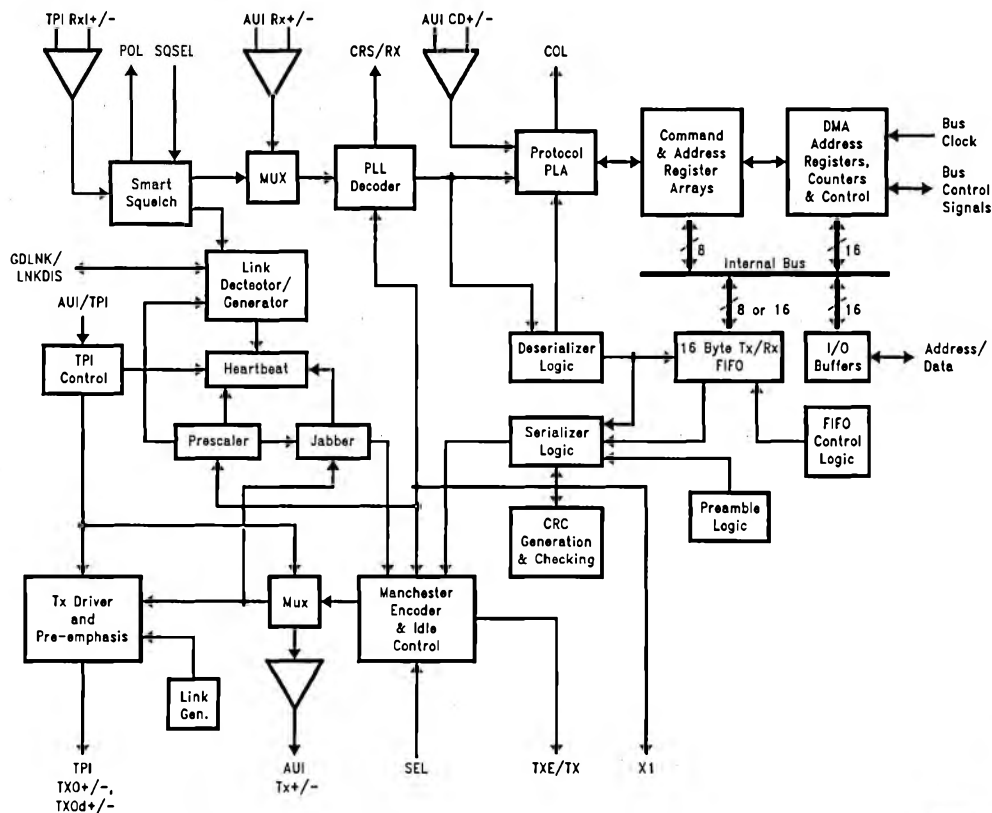 TPI RxI+/-
AUI Rx+/-
AUI CD+/-
POL
SQSEL
CRS/RX
COL
Smart
Squelch
MUX
PLL
Decoder
Protocol
PLA
Command
& Address
Register
Arrays
DMA
Address
Registers,
Counters
& Control
Bus
Clock
Bus
Control
Signals
8
16
Internal Bus
GDLNK/
LNKDIS
Link
Dectector/
Generator
AUI/TPI
8 or 16
16
TPI
Control
Heartbeat
Deserializer
Logic
16 Byte Tx/Rx
FIFO
I/O
Buffers
Address/
Data
Prescaler
Jabber
Serializer
Logic
FIFO
Control
Logic
Preamble
Logic
CRC
Generation
& Checking
Tx Driver
and
Pre-emphasis
Mux
Manchester
Encoder
& Idle
Control
Link
Gen.
TPI
TXO+/-,
TXOd+/-
AUI
Tx+/-
SEL
TXE/TX
X1